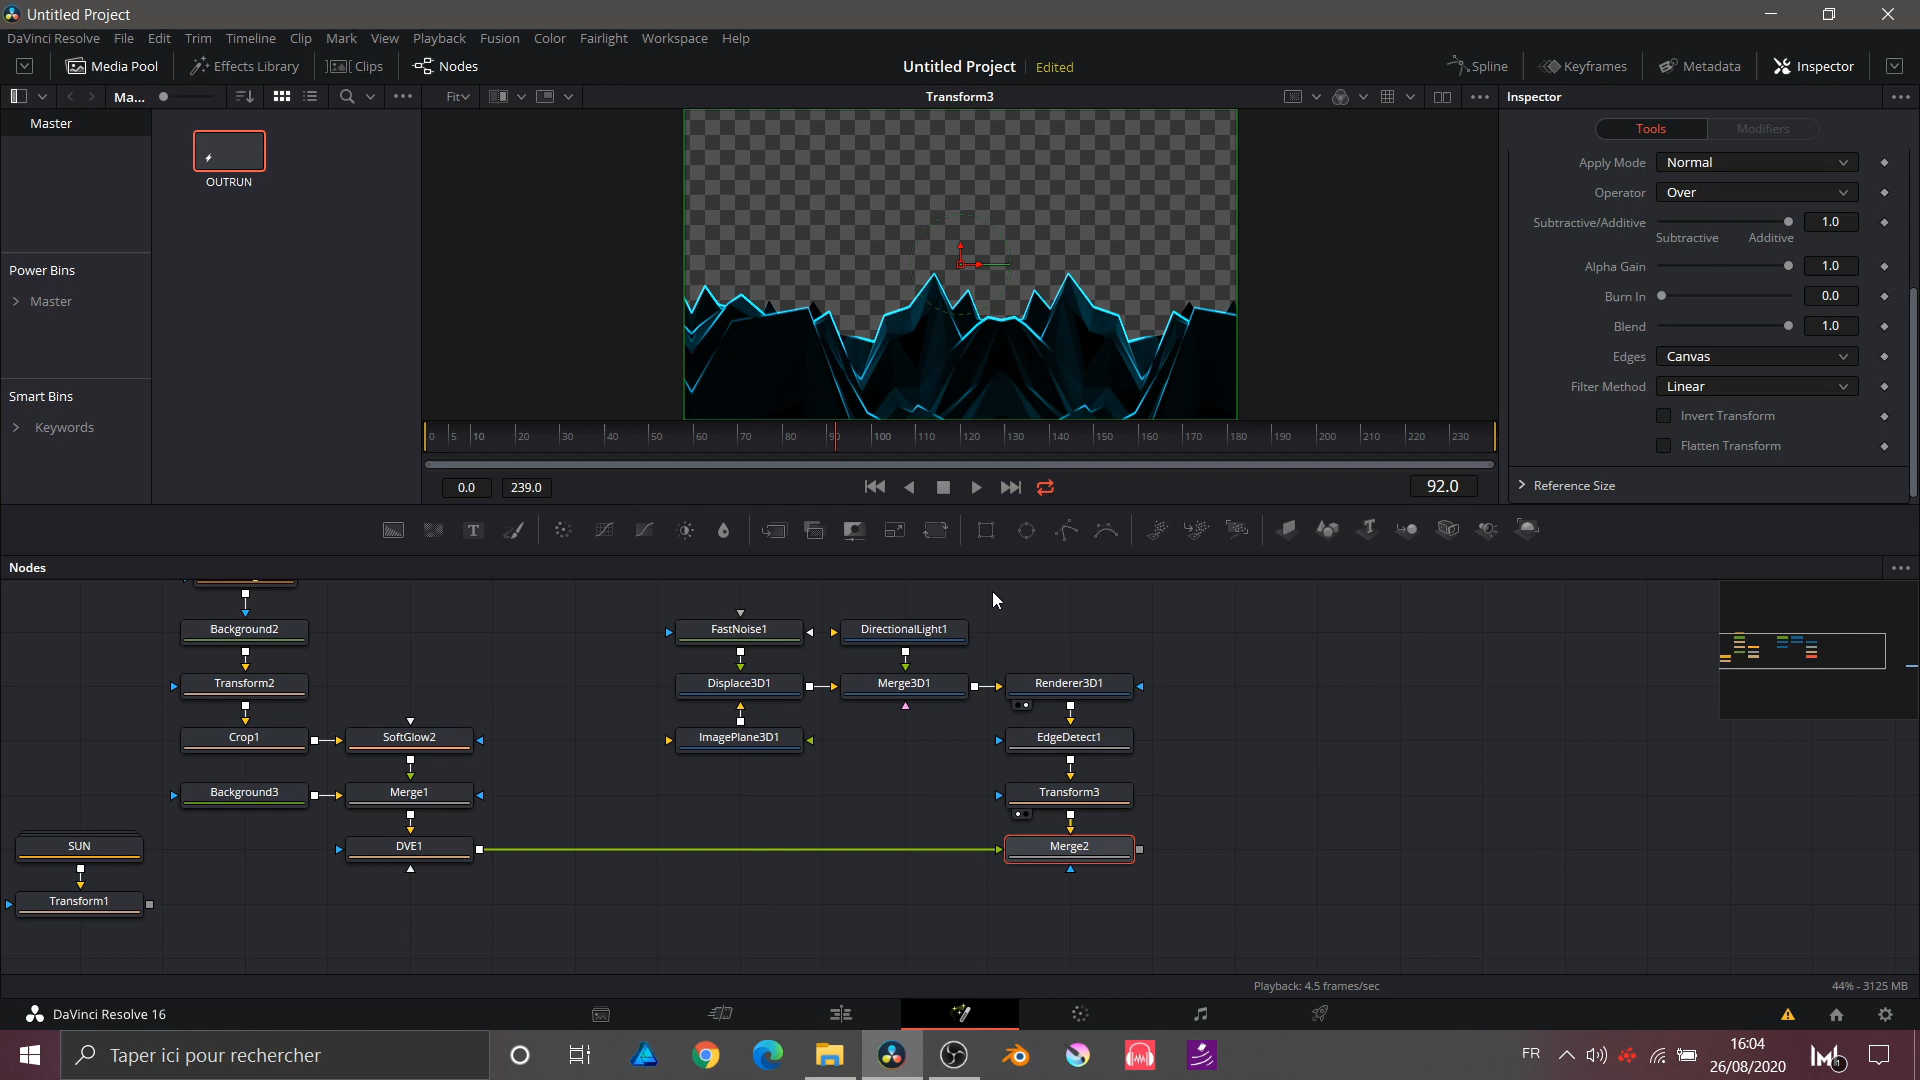 Untitled Project
DaVinci Resolve File Edit Trim Timeline Clip Mark View Playback Fusion Color Fairlight Workspace Help
Media Pool Effects Library Clips Nodes Untitled Project Edited Spline Keyframes Metadata Inspector
Ma... Fit Transform3 Inspector
Master
OUTRUN
Power Bins
Master
Smart Bins
Keywords
Tools Modifiers
Apply Mode Normal
Operator Over
Subtractive/Additive 1.0
Subtractive Additive
Alpha Gain 1.0
Burn In 0.0
Blend 1.0
Edges Canvas
Filter Method Linear
Invert Transform
Flatten Transform
Reference Size
0 5 10 20 30 40 50 60 70 80 90 100 110 120 130 140 150 160 170 180 190 200 210 220 230
0.0 239.0 92.0
Nodes
Background2 FastNoise1 DirectionalLight1
Transform2 Displace3D1 Merge3D1 Renderer3D1
Crop1 SoftGlow2 ImagePlane3D1 EdgeDetect1
Background3 Merge1 Transform3
SUN DVE1 Merge2
Transform1
Playback: 4.5 frames/sec 44% - 3125 MB
DaVinci Resolve 16
Taper ici pour rechercher
FR 16:04
26/08/2020
1